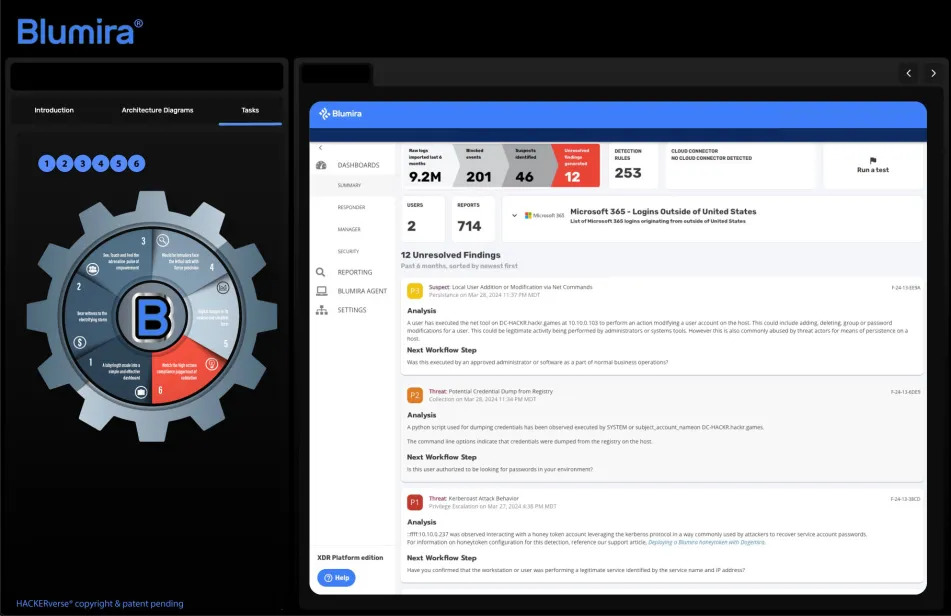 Blumira®
Introduction
Architecture Diagrams
Tasks
1 2 3 4 5 6
3
4
2
5
1
6
B
HACKERverse® copyright & patent pending
Blumira
DASHBOARDS
SUMMARY
RESPONDER
MANAGER
SECURITY
REPORTING
BLUMIRA AGENT
SETTINGS
XDR Platform edition
Help
Raw logs
imported last 6
months
9.2M
Blocked
events
201
Suspects
identified
46
Unresolved
findings
generated
12
DETECTION
RULES
253
CLOUD CONNECTOR
NO CLOUD CONNECTOR DETECTED
Run a test
USERS
2
REPORTS
714
Microsoft 365
Microsoft 365 - Logins Outside of United States
List of Microsoft 365 logins originating from outside of United States
12 Unresolved Findings
Past 6 months, sorted by newest first
P3
Suspect: Local User Addition or Modification via Net Commands
Persistance on Mar 28, 2024 11:37 PM MDT
Analysis
A user has executed the net tool on DC-HACKR.hackr.games at 10.10.0.103 to perform an action modifying a user account on the host. This could include adding, deleting, group or password
modifications for a user. This could be legitimate activity being performed by administrators or systems tools. However this is also commonly abused by threat actors for means of persistence on a
host.
Next Workflow Step
Was this executed by an approved administrator or software as a part of normal business operations?
P2
Threat: Potential Credential Dump from Registry
Collection on Mar 28, 2024 11:34 PM MDT
Analysis
A python script used for dumping credentials has been observed executed by SYSTEM or subject_account_nameon DC-HACKR.hackr.games.
The command line options indicate that credentials were dumped from the registry on the host.
Next Workflow Step
Is this user authorized to be looking for passwords in your environment?
P1
Threat: Kerberoast Attack Behavior
Privilege Escalation on Mar 27, 2024 4:38 PM MDT
Analysis
::ffff:10.10.0.237 was observed interacting with a honey token account leveraging the kerberos protocol in a way commonly used by attackers to recover service account passwords.
For information on honeytoken configuration for this detection, reference our support article,
Next Workflow Step
Have you confirmed that the workstation or user was performing a legitimate service identified by the service name and IP address?